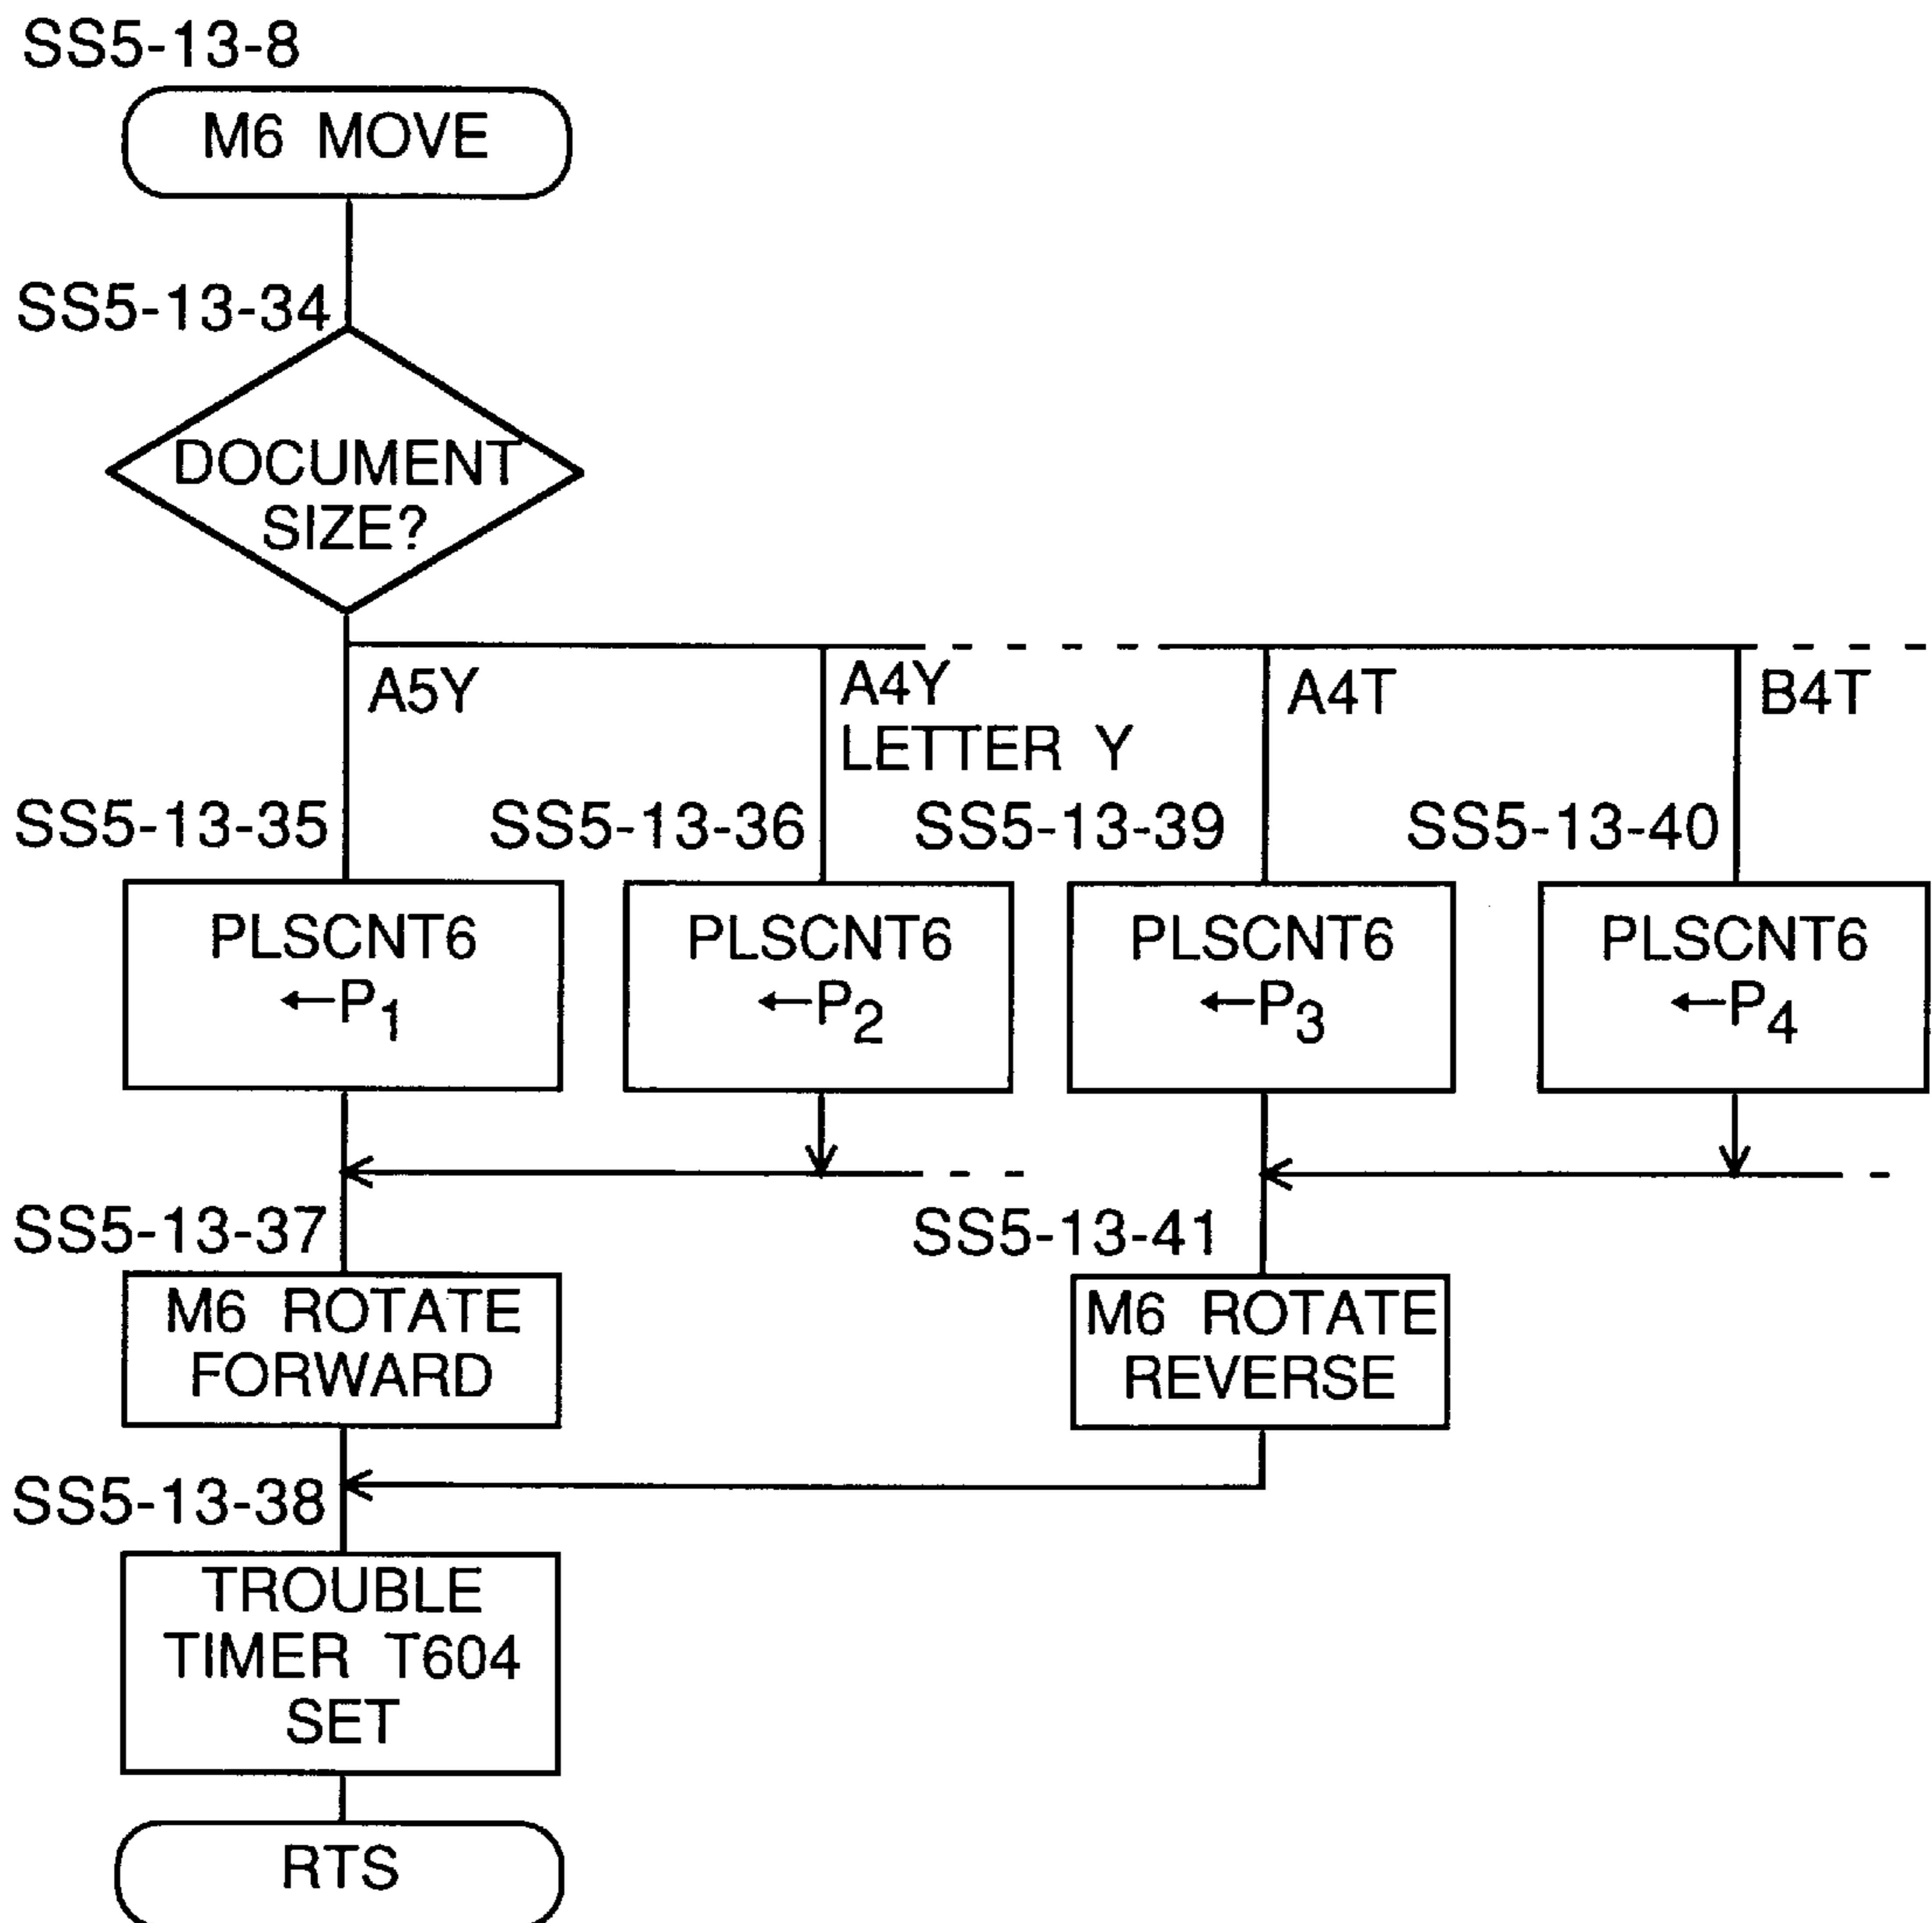 SS5-13-8
M6 MOVE
SS5-13-34
DOCUMENT
SIZE?
A5Y
A4Y
LETTER Y
A4T
B4T
SS5-13-35
SS5-13-36
SS5-13-39
SS5-13-40
PLSCNT6
←P1
PLSCNT6
←P2
PLSCNT6
←P3
PLSCNT6
←P4
SS5-13-37
SS5-13-41
M6 ROTATE
FORWARD
M6 ROTATE
REVERSE
SS5-13-38
TROUBLE
TIMER T604
SET
RTS